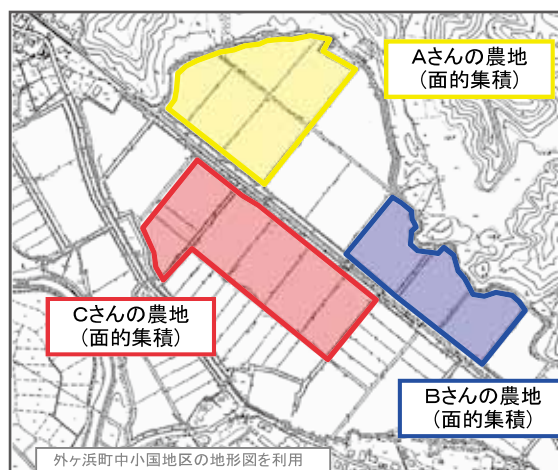 Aさんの農地
(面的集積)
Cさんの農地
(面的集積)
Bさんの農地
(面的集積)
外ヶ浜町中小国地区の地形図を利用